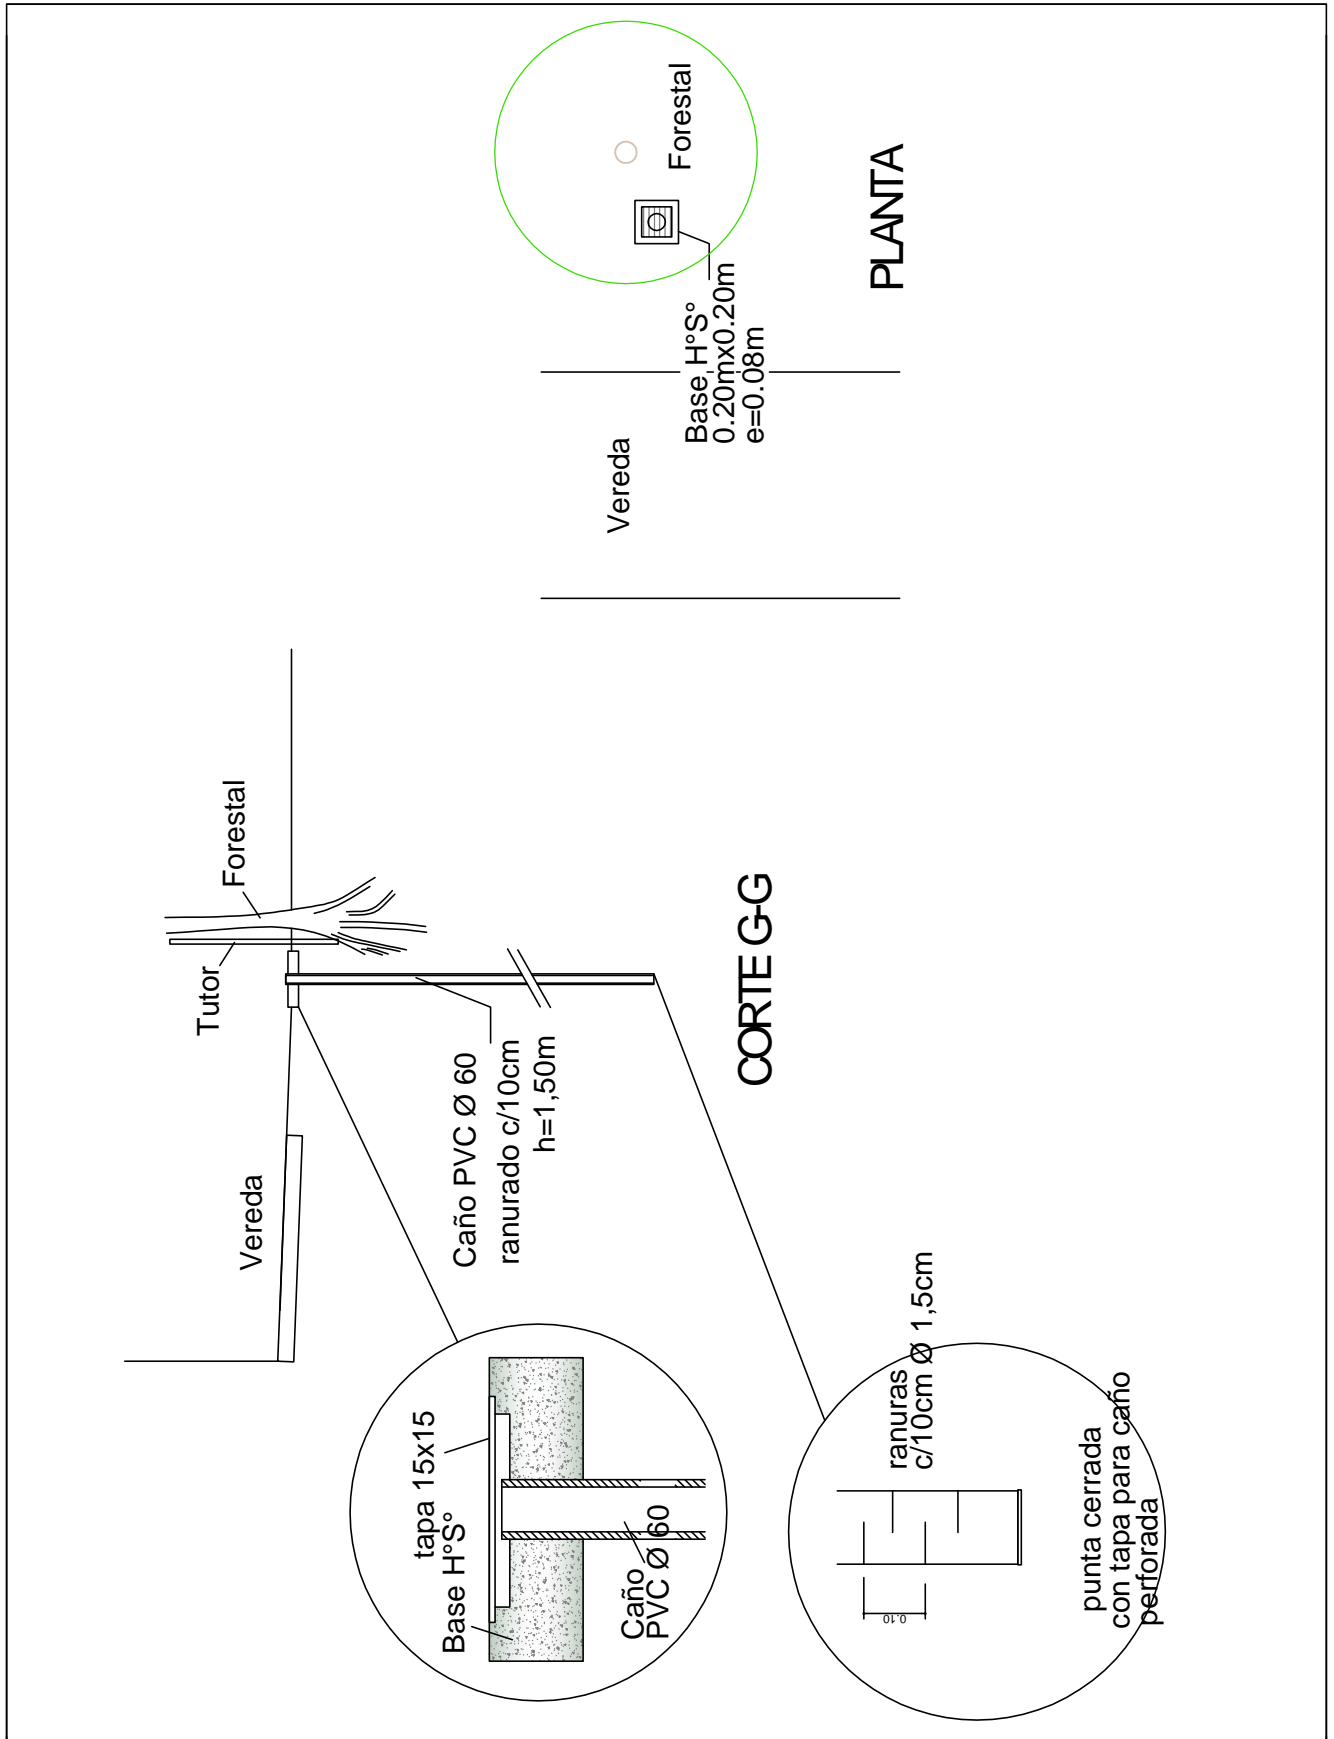 Vereda
Tutor
Forestal
Caño PVC Ø 60
ranurado c/10cm
h=1,50m
tapa 15x15
Base H°S°
Caño
PVC Ø 60
ranuras
c/10cm Ø 1,5cm
0.10
punta cerrada
con tapa para caño
perforada
CORTE G-G
Forestal
Vereda
Base H°S°
0.20mx0.20m
e=0.08m
PLANTA